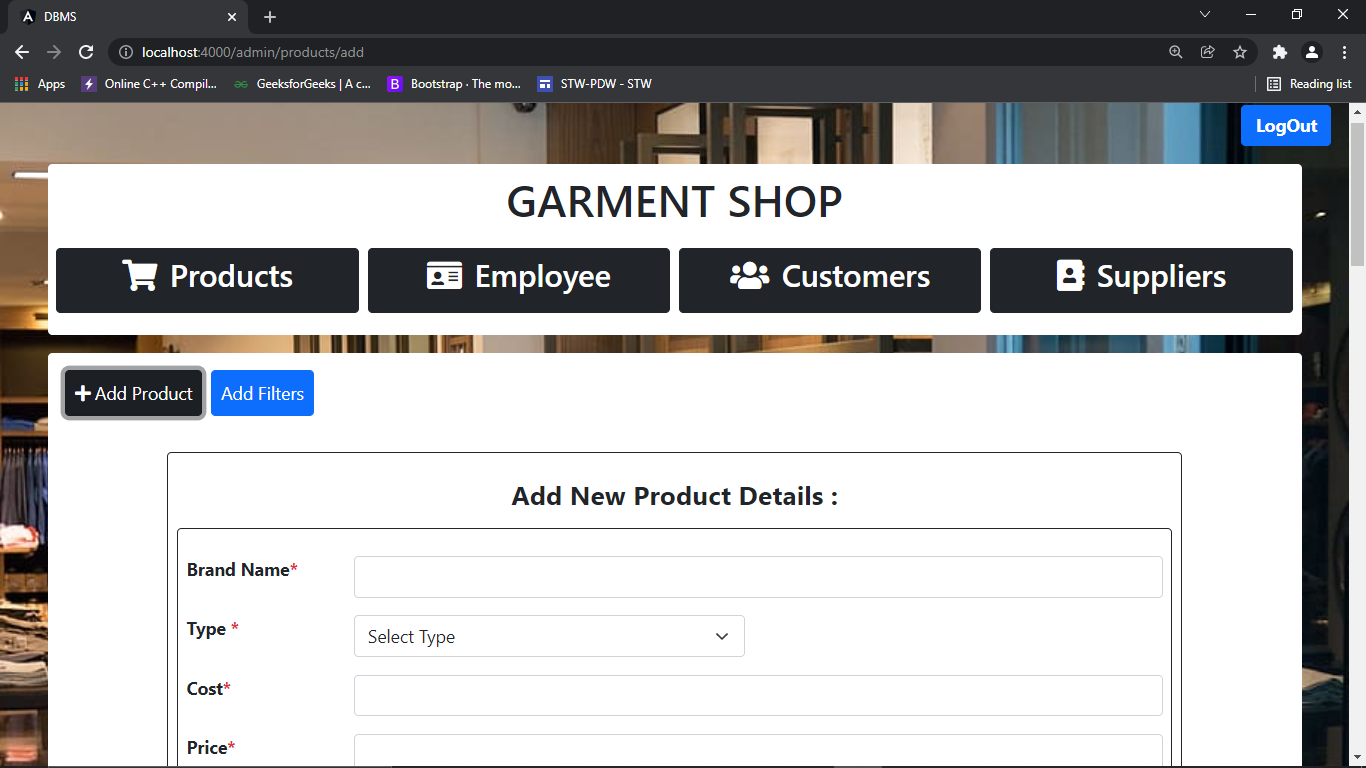 DBMS
localhost:4000/admin/products/add
Apps Online C++ Compil... GeeksforGeeks | A c... B Bootstrap · The mo... STW-PDW - STW Reading list
LogOut
GARMENT SHOP
Products Employee Customers Suppliers
Add Product Add Filters
Add New Product Details :
Brand Name*
Type * Select Type
Cost*
Price*